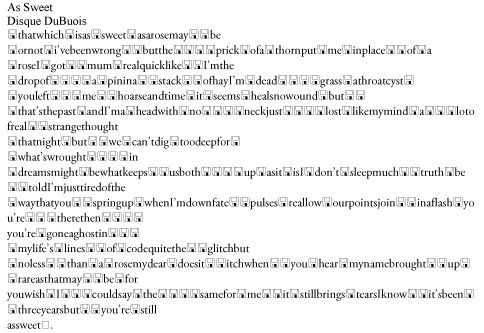 As Sweet
Disque DuBuois
🖫thatwhich🖫isas🖫sweet🖫asarosemay🖫🖫be
🖫ornot🖫i'vebeenwrong🖫🖫butthe🖫🖫🖫🖫prick🖫ofa🖫thornput🖫me🖫inplace🖫🖫🖫of🖫a
🖫roseI🖫got🖫🖫mum🖫realquicklike🖫🖫I'mthe
🖫dropof🖫🖫🖫🖫a🖫pinina🖫🖫stack🖫🖫ofhayI'm🖫dead🖫🖫🖫🖫grass🖫athroatcyst🖫
🖫youleft🖫🖫🖫me🖫🖫hoarseandtime🖫it🖫seems🖫healsnowound🖫but🖫🖫
🖫that'sthepast🖫andI'ma🖫headwith🖫no🖫🖫🖫🖫neckjust🖫🖫🖫🖫lost🖫likemymind🖫a🖫🖫🖫loto
freal🖫🖫strangethought
🖫thatnight🖫but🖫🖫we🖫can'tdig🖫toodeepfor🖫
🖫what'swrought🖫🖫🖫🖫in
🖫dreamsmight🖫bewhatkeeps🖫🖫usboth🖫🖫🖫🖫up🖫asit🖫isI🖫don't🖫sleepmuch🖫🖫truth🖫be
🖫🖫toldI'mjusttiredofthe
🖫waythatyou🖫🖫springup🖫whenI'mdownfate🖫🖫pulses🖫reallow🖫ourpointsjoin🖫🖫inaflash🖫yo
u're🖫🖫🖫therethen🖫🖫🖫🖫
you're🖫goneaghostin🖫🖫🖫
🖫mylife's🖫lines🖫🖫of🖫codequitethe🖫🖫glitchbut
🖫noless🖫🖫than🖫a🖫rosemydear🖫doesit🖫🖫itchwhen🖫🖫you🖫hear🖫mynamebrought🖫🖫up🖫
🖫rareasthatmay🖫🖫be🖫for
youwish🖫I🖫🖫🖫couldsay🖫the🖫🖫🖫🖫samefor🖫me🖫🖫it🖫stillbrings🖫tearsIknow🖫🖫it'sbeen🖫
🖫threeyearsbut🖫🖫you're🖫still
assweet□.